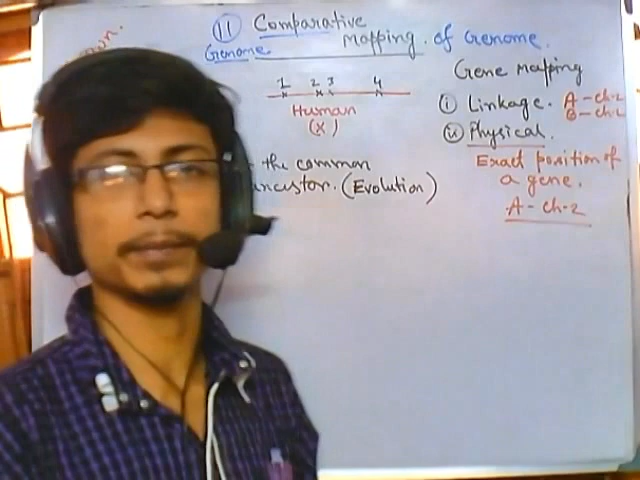 11 Comparative
Genome Mapping. of Genome.
Gene mapping
1 2 3 4
Human
(X)
i Linkage. A - ch-2
B - ch-2
ii Physical.
Exact position of
a gene.
A - ch-2
the common
ancestor. (Evolution)